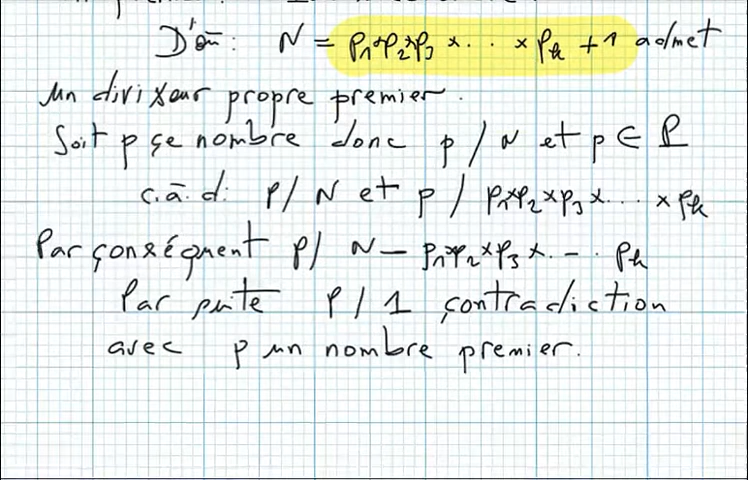 D'où : N = p₁×p₂×p₃ ×...× pₖ + 1 admet
un diviseur propre premier.
Soit p ce nombre donc p / N et p ∈ ℙ
c.à.d: p / N et p / p₁×p₂×p₃ ×.... × pₖ
Par conséquent p / N − p₁×p₂×p₃ ×.-. pₖ
Par suite p / 1 contradiction
avec p un nombre premier.